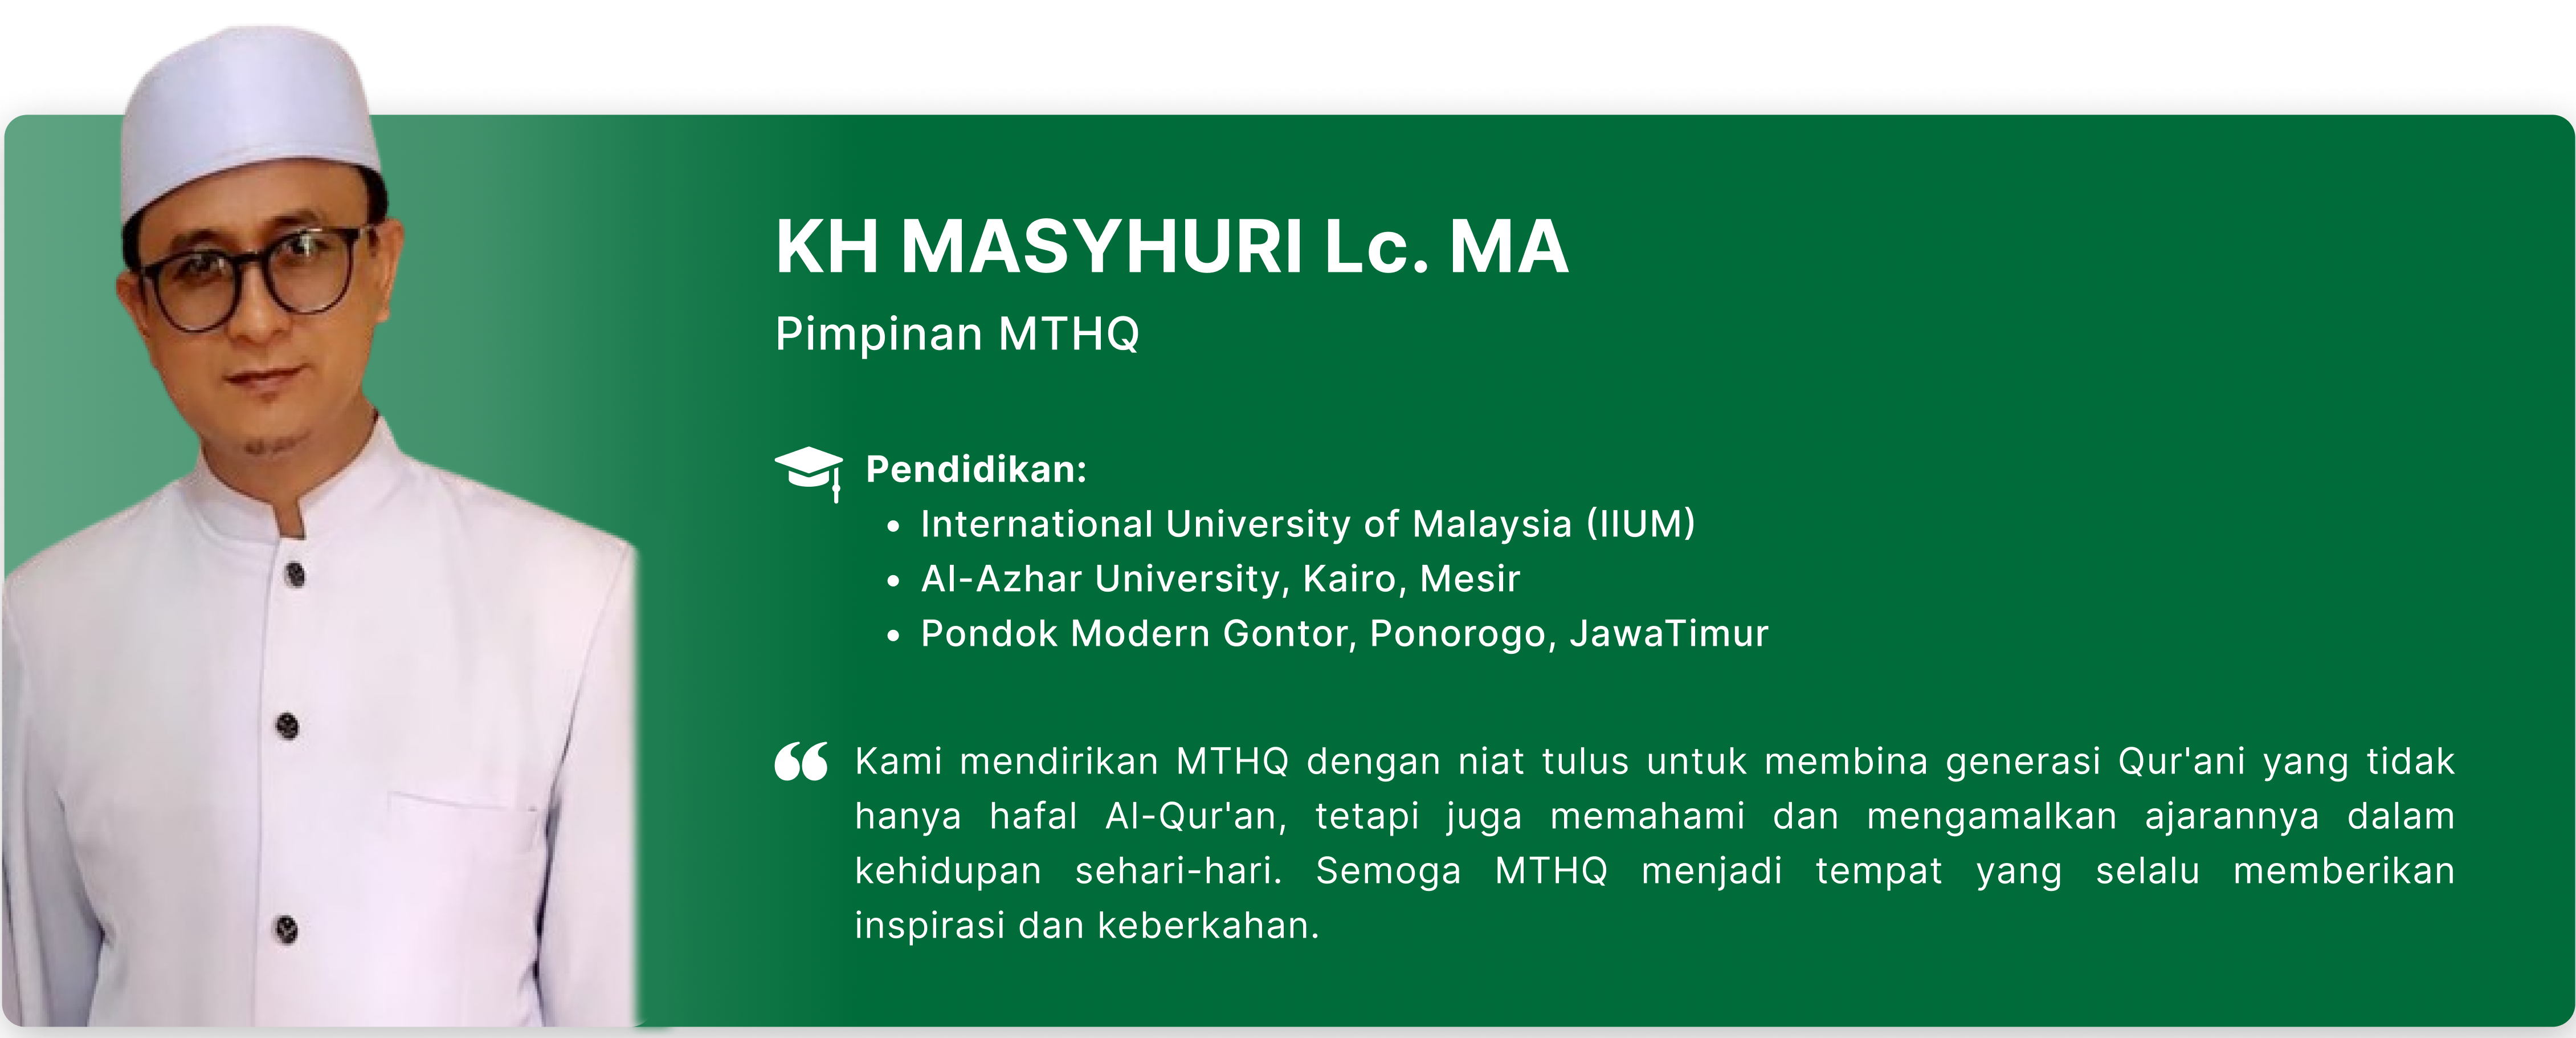 KH MASYHURI Lc. MA
Pimpinan MTHQ
Pendidikan:
• International University of Malaysia (IIUM)
• Al-Azhar University, Kairo, Mesir
• Pondok Modern Gontor, Ponorogo, JawaTimur
“ Kami mendirikan MTHQ dengan niat tulus untuk membina generasi Qur'ani yang tidak
hanya hafal Al-Qur'an, tetapi juga memahami dan mengamalkan ajarannya dalam
kehidupan sehari-hari. Semoga MTHQ menjadi tempat yang selalu memberikan
inspirasi dan keberkahan.